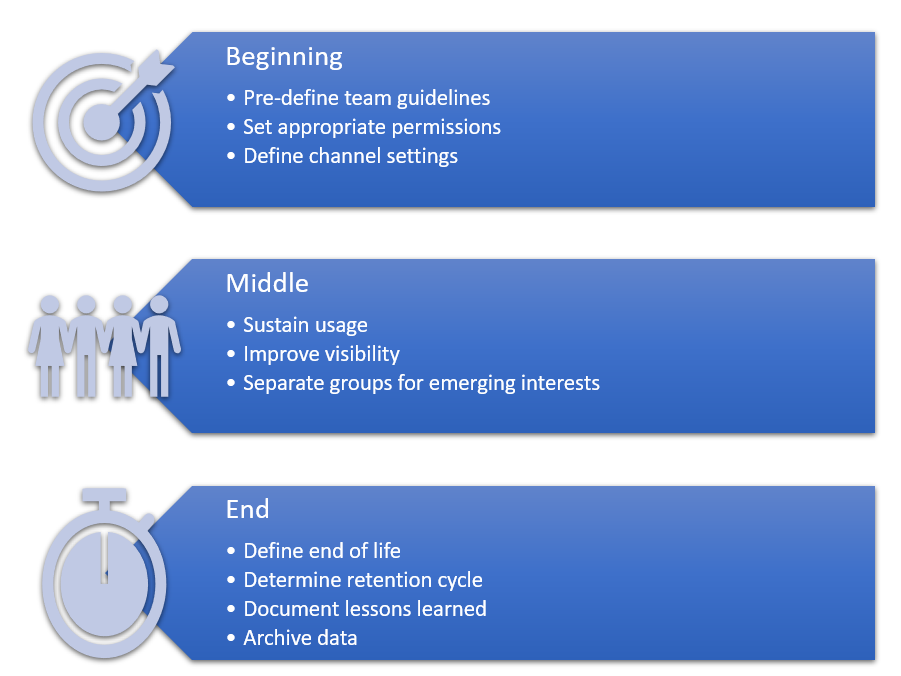 Beginning
• Pre-define team guidelines
• Set appropriate permissions
• Define channel settings
Middle
• Sustain usage
• Improve visibility
• Separate groups for emerging interests
End
• Define end of life
• Determine retention cycle
• Document lessons learned
• Archive data